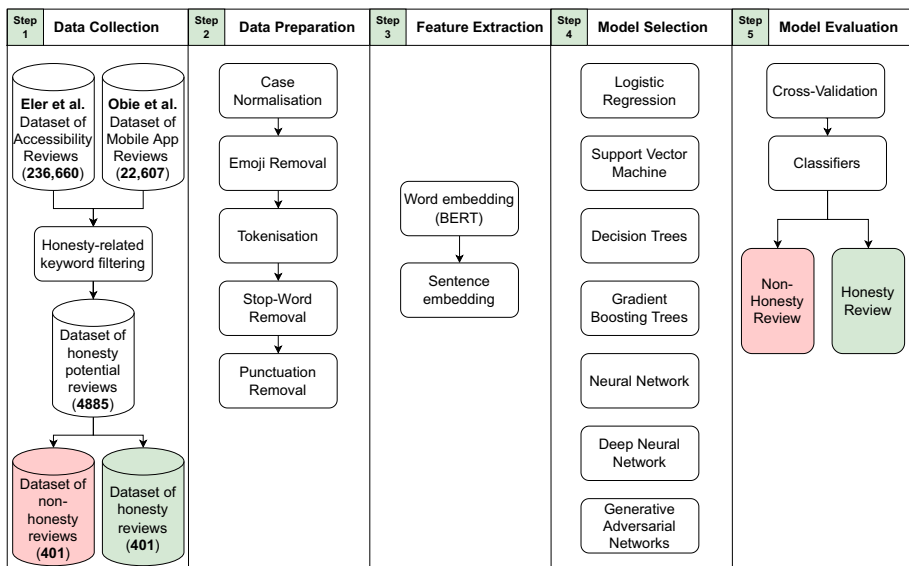 Step
1
Data Collection
Eler et al.
Dataset of
Accessibility
Reviews
(236,660)
Obie et al.
Dataset of
Mobile App
Reviews
(22,607)
Honesty-related
keyword filtering
Dataset of
honesty
potential
reviews
(4885)
Dataset of
non-
honesty
reviews
(401)
Dataset of
honesty
reviews
(401)
Step
2
Data Preparation
Case
Normalisation
Emoji Removal
Tokenisation
Stop-Word
Removal
Punctuation
Removal
Step
3
Feature Extraction
Word embedding
(BERT)
Sentence
embedding
Step
4
Model Selection
Logistic
Regression
Support Vector
Machine
Decision Trees
Gradient
Boosting Trees
Neural Network
Deep Neural
Network
Generative
Adversarial
Networks
Step
5
Model Evaluation
Cross-Validation
Classifiers
Non-
Honesty
Review
Honesty
Review